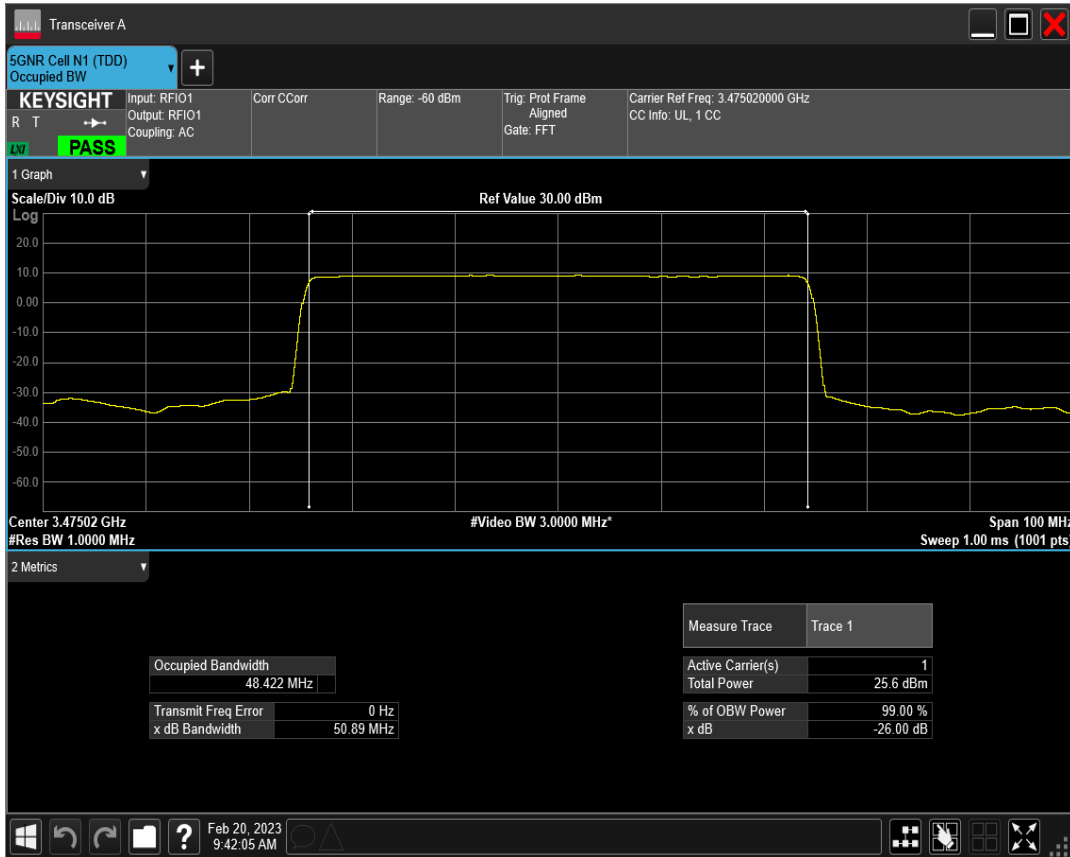 Transceiver A
5GNR Cell N1 (TDD)
Occupied BW
+
KEYSIGHT
R T
LXI
PASS
Input: RFIO1
Output: RFIO1
Coupling: AC
Corr CCorr
Range: -60 dBm
Trig: Prot Frame
Aligned
Gate: FFT
Carrier Ref Freq: 3.475020000 GHz
CC Info: UL, 1 CC
1 Graph
Scale/Div 10.0 dB
Ref Value 30.00 dBm
Log
20.0
10.0
0.00
-10.0
-20.0
-30.0
-40.0
-50.0
-60.0
Center 3.47502 GHz
#Video BW 3.0000 MHz*
Span 100 MHz
#Res BW 1.0000 MHz
Sweep 1.00 ms (1001 pts)
2 Metrics
Measure Trace Trace 1
Occupied Bandwidth
48.422 MHz
Active Carrier(s) 1
Total Power 25.6 dBm
Transmit Freq Error 0 Hz
x dB Bandwidth 50.89 MHz
% of OBW Power 99.00 %
x dB -26.00 dB
?
Feb 20, 2023
9:42:05 AM